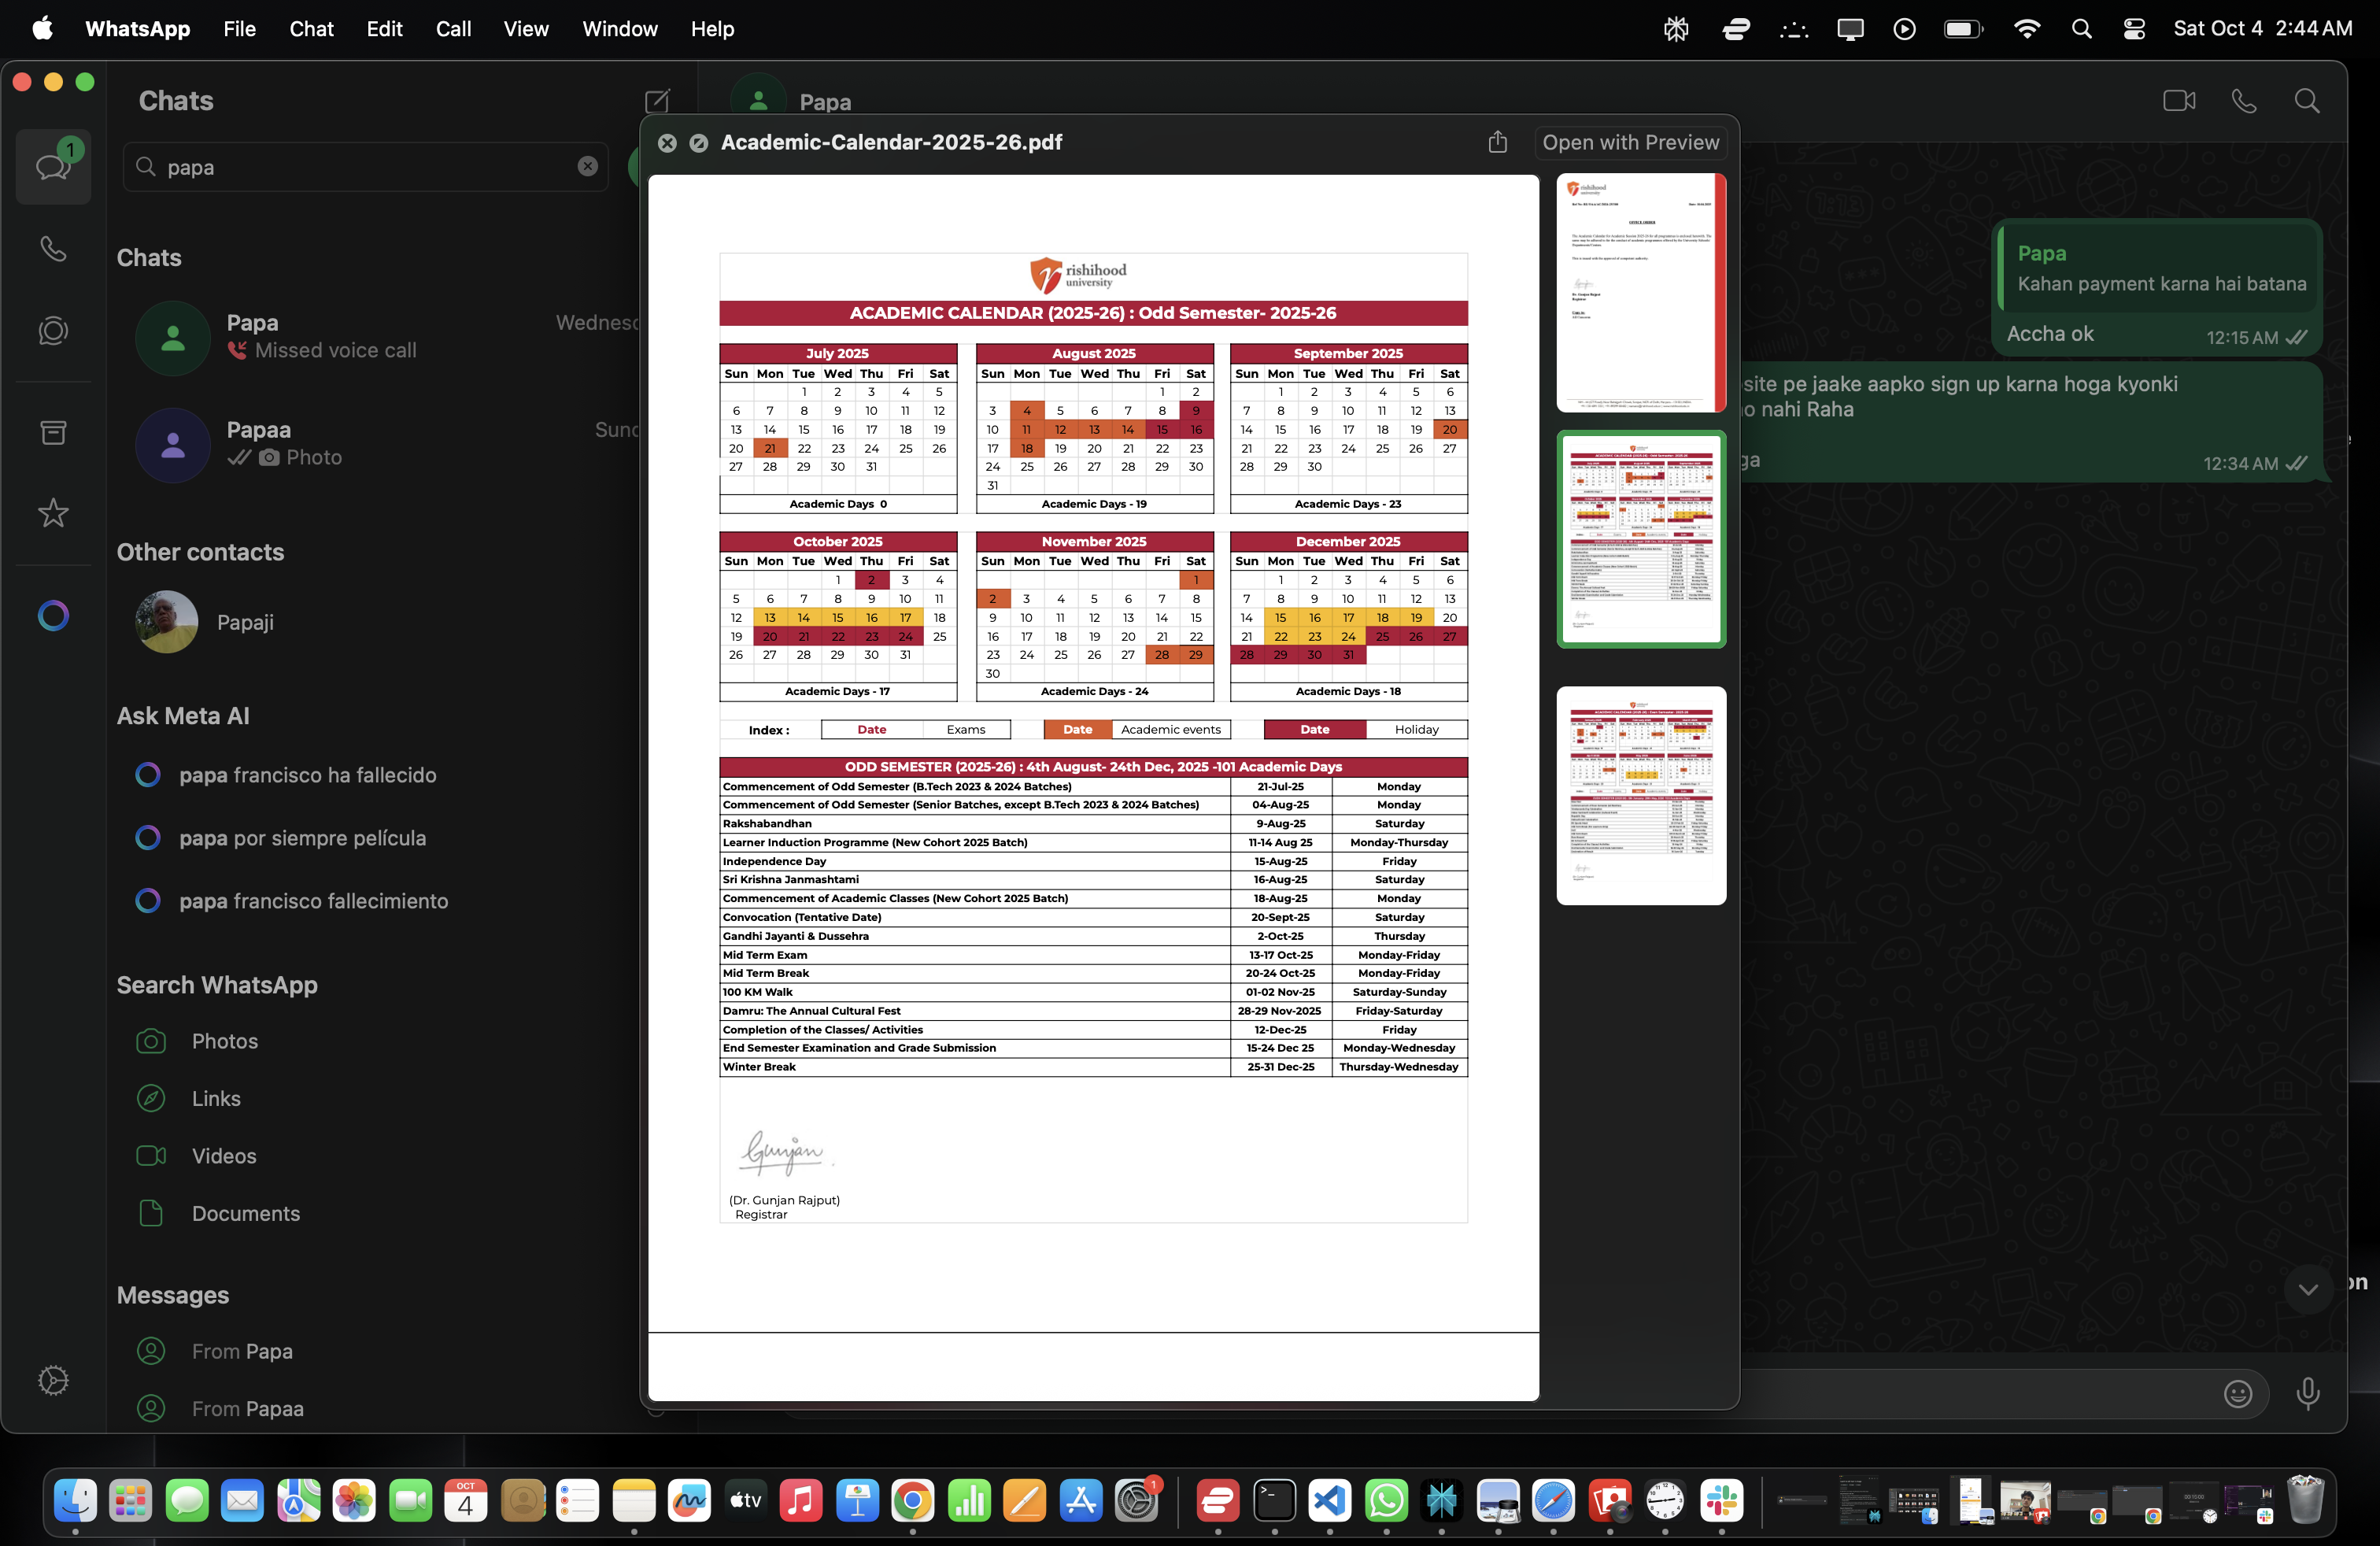 WhatsApp File Chat Edit Call View Window Help Sat Oct 4 2:44 AM
Chats
1
papa
Chats
Papa Wednesd
Missed voice call
Papaa Sund
Photo
Other contacts
Papaji
Ask Meta AI
papa francisco ha fallecido
papa por siempre película
papa francisco fallecimiento
Search WhatsApp
Photos
Links
Videos
Documents
Messages
From Papa
From Papaa
Papa
Papa
Kahan payment karna hai batana
Accha ok 12:15 AM
site pe jaake aapko sign up karna hoga kyonki
nahi Raha
ga
12:34 AM
Academic-Calendar-2025-26.pdf Open with Preview
rishihood
university
ACADEMIC CALENDAR (2025-26) : Odd Semester- 2025-26
July 2025
Sun Mon Tue Wed Thu Fri Sat
1 2 3 4 5
6 7 8 9 10 11 12
13 14 15 16 17 18 19
20 21 22 23 24 25 26
27 28 29 30 31
Academic Days 0
August 2025
Sun Mon Tue Wed Thu Fri Sat
1 2
3 4 5 6 7 8 9
10 11 12 13 14 15 16
17 18 19 20 21 22 23
24 25 26 27 28 29 30
31
Academic Days - 19
September 2025
Sun Mon Tue Wed Thu Fri Sat
1 2 3 4 5 6
7 8 9 10 11 12 13
14 15 16 17 18 19 20
21 22 23 24 25 26 27
28 29 30
Academic Days - 23
October 2025
Sun Mon Tue Wed Thu Fri Sat
1 2 3 4
5 6 7 8 9 10 11
12 13 14 15 16 17 18
19 20 21 22 23 24 25
26 27 28 29 30 31
Academic Days - 17
November 2025
Sun Mon Tue Wed Thu Fri Sat
1
2 3 4 5 6 7 8
9 10 11 12 13 14 15
16 17 18 19 20 21 22
23 24 25 26 27 28 29
30
Academic Days - 24
December 2025
Sun Mon Tue Wed Thu Fri Sat
1 2 3 4 5 6
7 8 9 10 11 12 13
14 15 16 17 18 19 20
21 22 23 24 25 26 27
28 29 30 31
Academic Days - 18
Index : Date Exams Date Academic events Date Holiday
ODD SEMESTER (2025-26) : 4th August- 24th Dec, 2025 -101 Academic Days
Commencement of Odd Semester (B.Tech 2023 & 2024 Batches) 21-Jul-25 Monday
Commencement of Odd Semester (Senior Batches, except B.Tech 2023 & 2024 Batches) 04-Aug-25 Monday
Rakshabandhan 9-Aug-25 Saturday
Learner Induction Programme (New Cohort 2025 Batch) 11-14 Aug 25 Monday-Thursday
Independence Day 15-Aug-25 Friday
Sri Krishna Janmashtami 16-Aug-25 Saturday
Commencement of Academic Classes (New Cohort 2025 Batch) 18-Aug-25 Monday
Convocation (Tentative Date) 20-Sept-25 Saturday
Gandhi Jayanti & Dussehra 2-Oct-25 Thursday
Mid Term Exam 13-17 Oct-25 Monday-Friday
Mid Term Break 20-24 Oct-25 Monday-Friday
100 KM Walk 01-02 Nov-25 Saturday-Sunday
Damru: The Annual Cultural Fest 28-29 Nov-2025 Friday-Saturday
Completion of the Classes/ Activities 12-Dec-25 Friday
End Semester Examination and Grade Submission 15-24 Dec 25 Monday-Wednesday
Winter Break 25-31 Dec-25 Thursday-Wednesday
Gunjan
(Dr. Gunjan Rajput)
Registrar
rishihood
university
on
OCT
4
tv
1